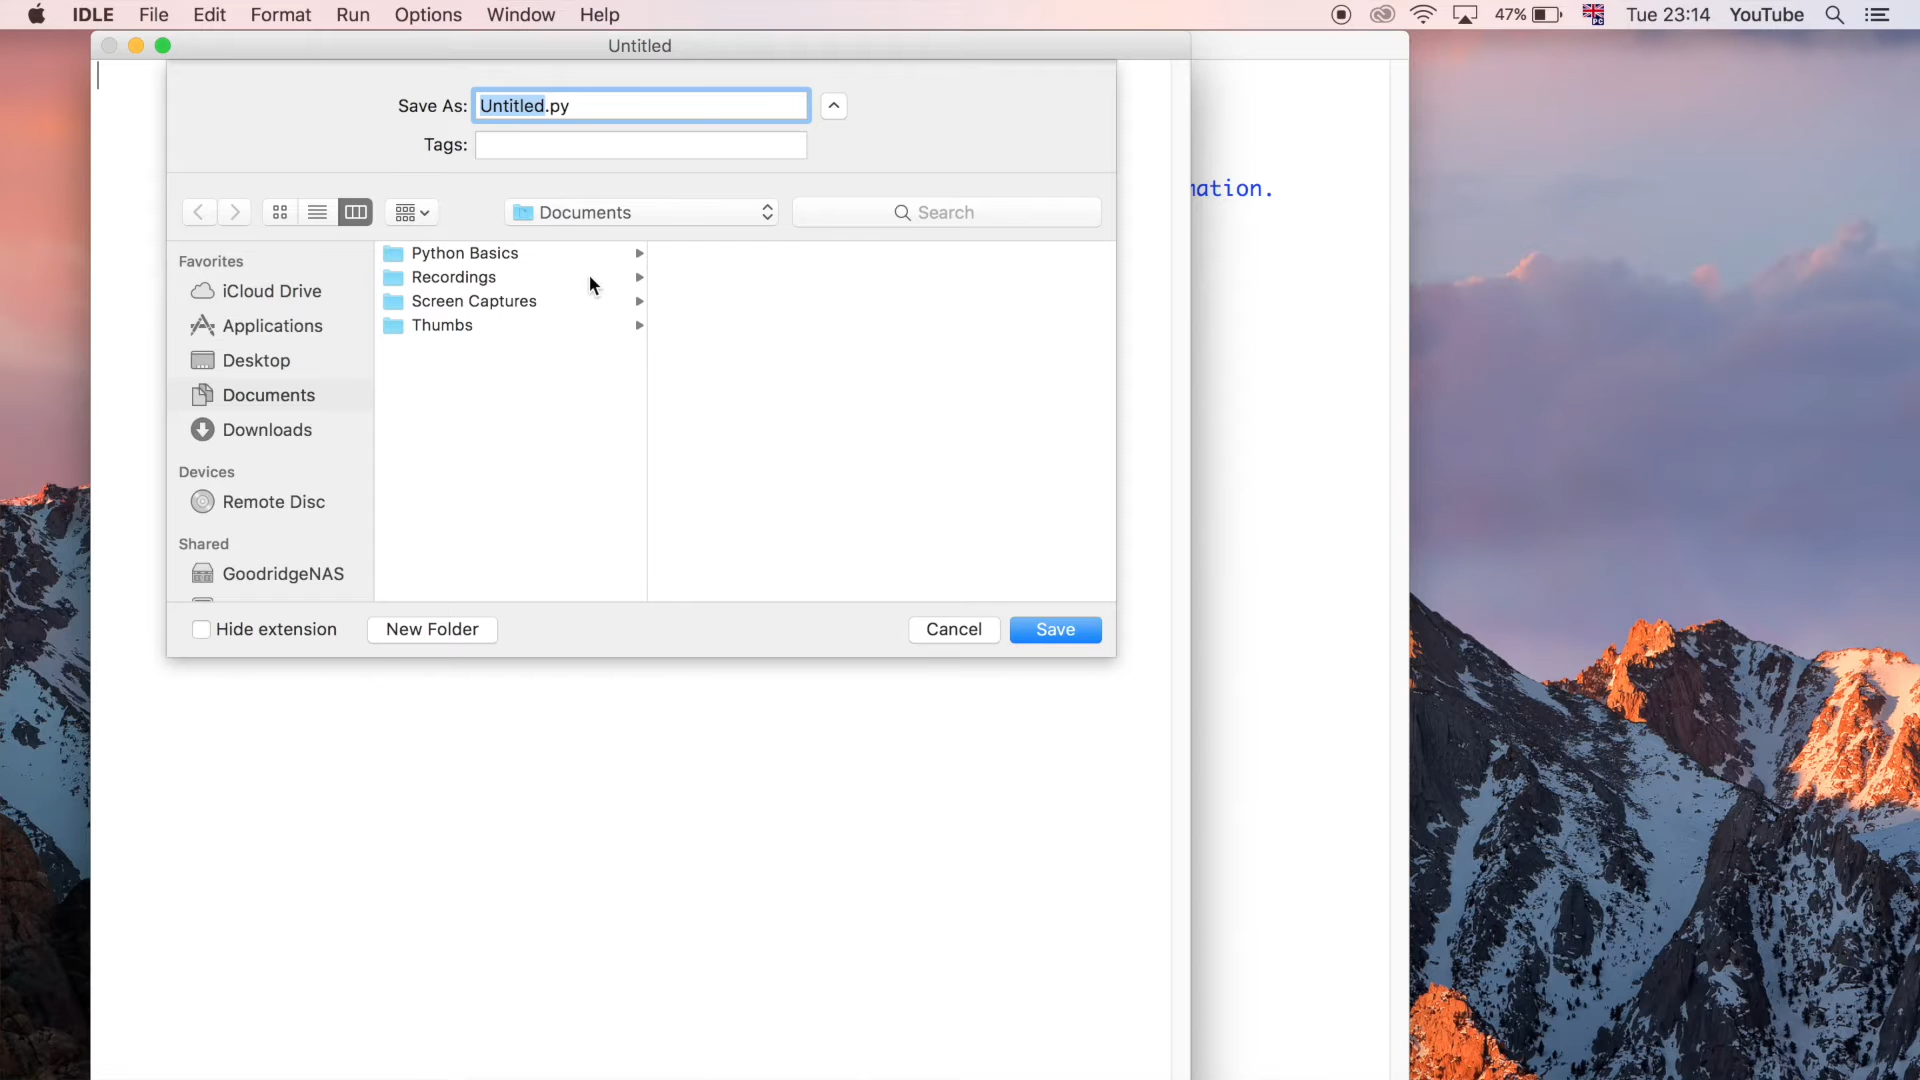 IDLE File Edit Format Run Options Window Help 47% Tue 23:14 YouTube
Untitled
Save As: Untitled.py
Tags:
Documents Search
Favorites
iCloud Drive
Applications
Desktop
Documents
Downloads
Devices
Remote Disc
Shared
GoodridgeNAS
Python Basics
Recordings
Screen Captures
Thumbs
mation.
Hide extension New Folder Cancel Save